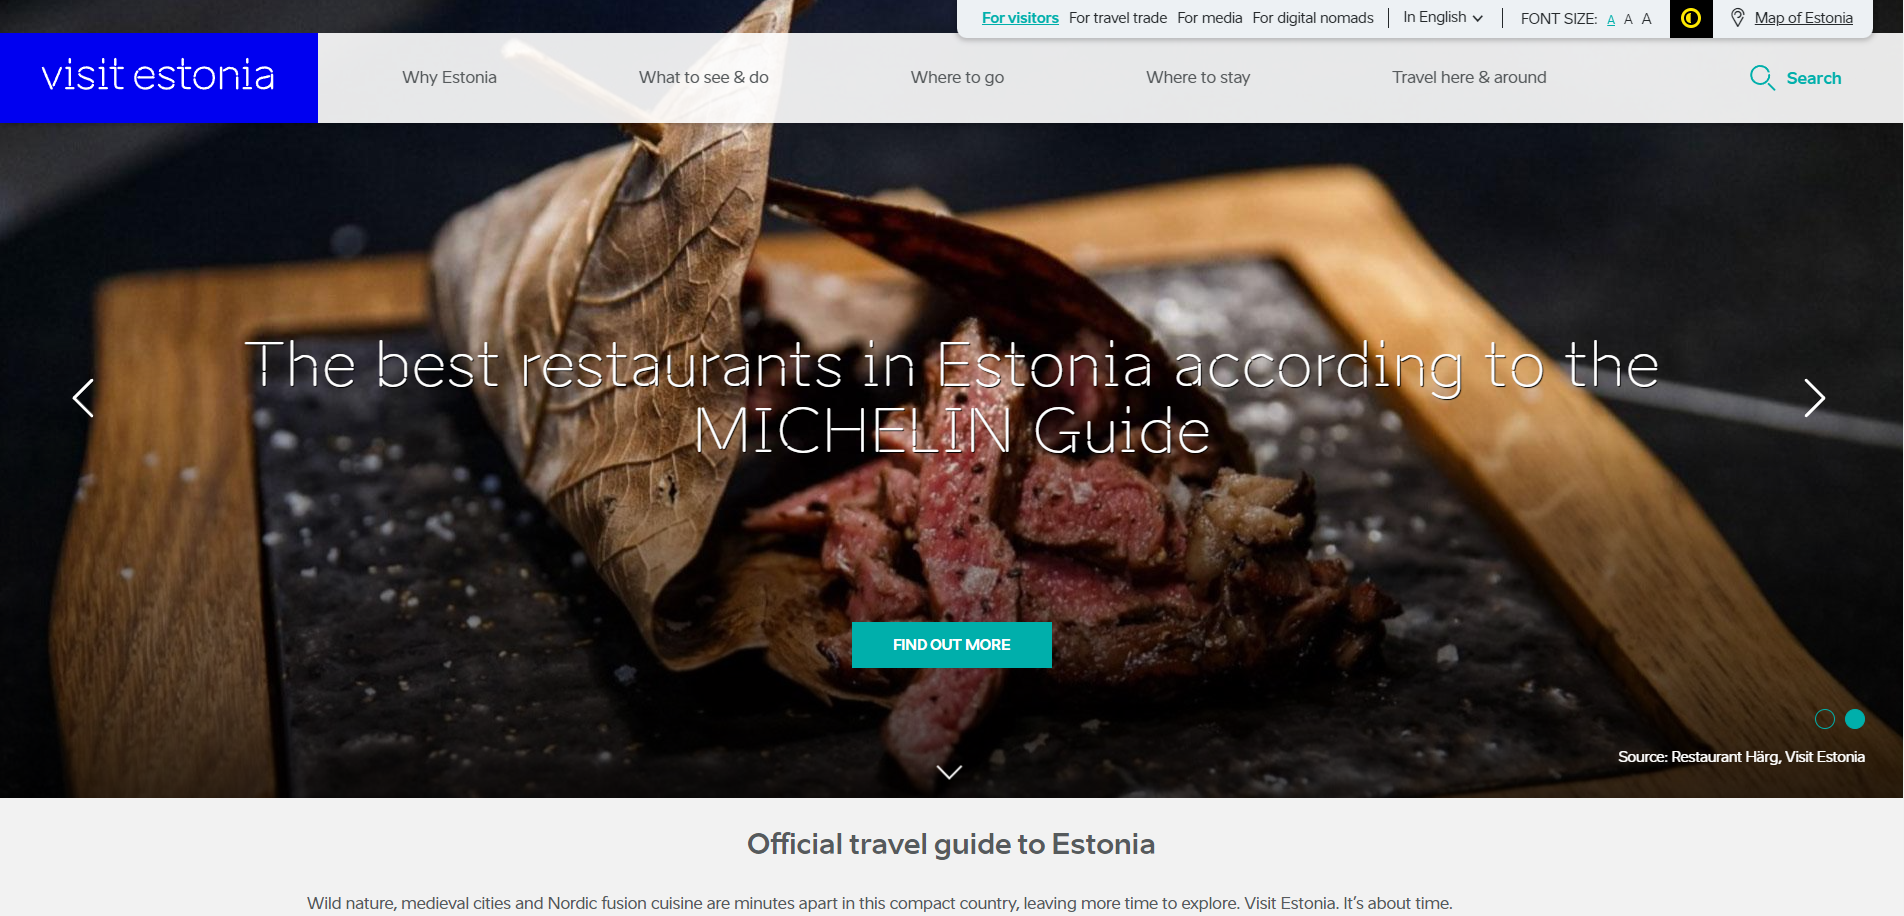 For visitors For travel trade For media For digital nomads In English FONT SIZE: A A A Map of Estonia
visit estonia Why Estonia What to see & do Where to go Where to stay Travel here & around Search
The best restaurants in Estonia according to the
MICHELIN Guide
FIND OUT MORE
Source: Restaurant Härg, Visit Estonia
Official travel guide to Estonia
Wild nature, medieval cities and Nordic fusion cuisine are minutes apart in this compact country, leaving more time to explore. Visit Estonia. It's about time.